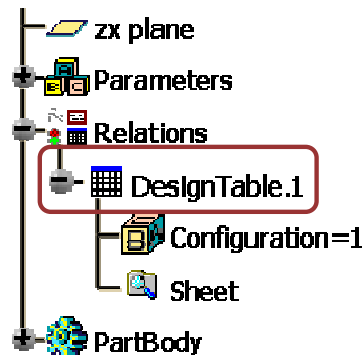 zx plane
Parameters
Relations
DesignTable.1
Configuration=1
Sheet
PartBody